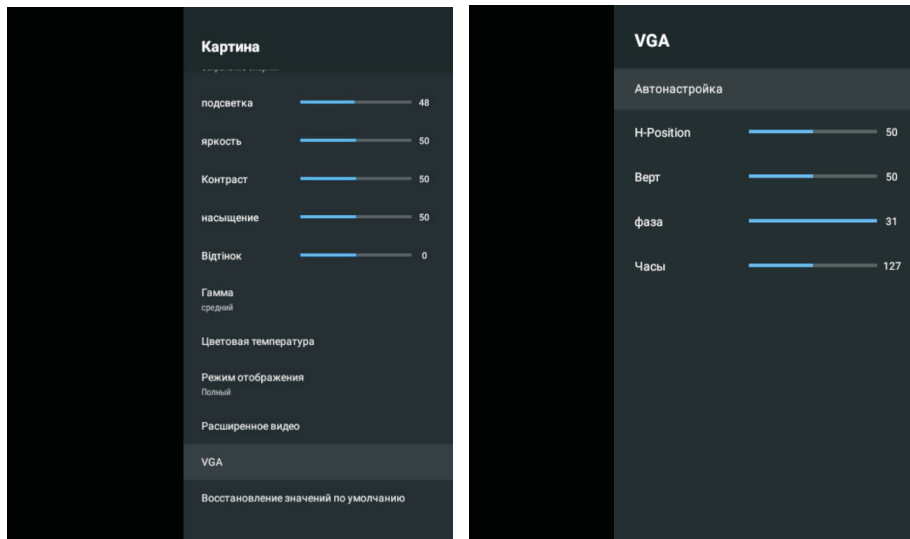 Картина
подсветка 48
яркость 50
Контраст 50
насыщение 50
Відтінок 0
Гамма
средний
Цветовая температура
Режим отображения
Полный
Расширенное видео
VGA
Восстановление значений по умолчанию
VGA
Автонастройка
H-Position 50
Верт 50
фаза 31
Часы 127